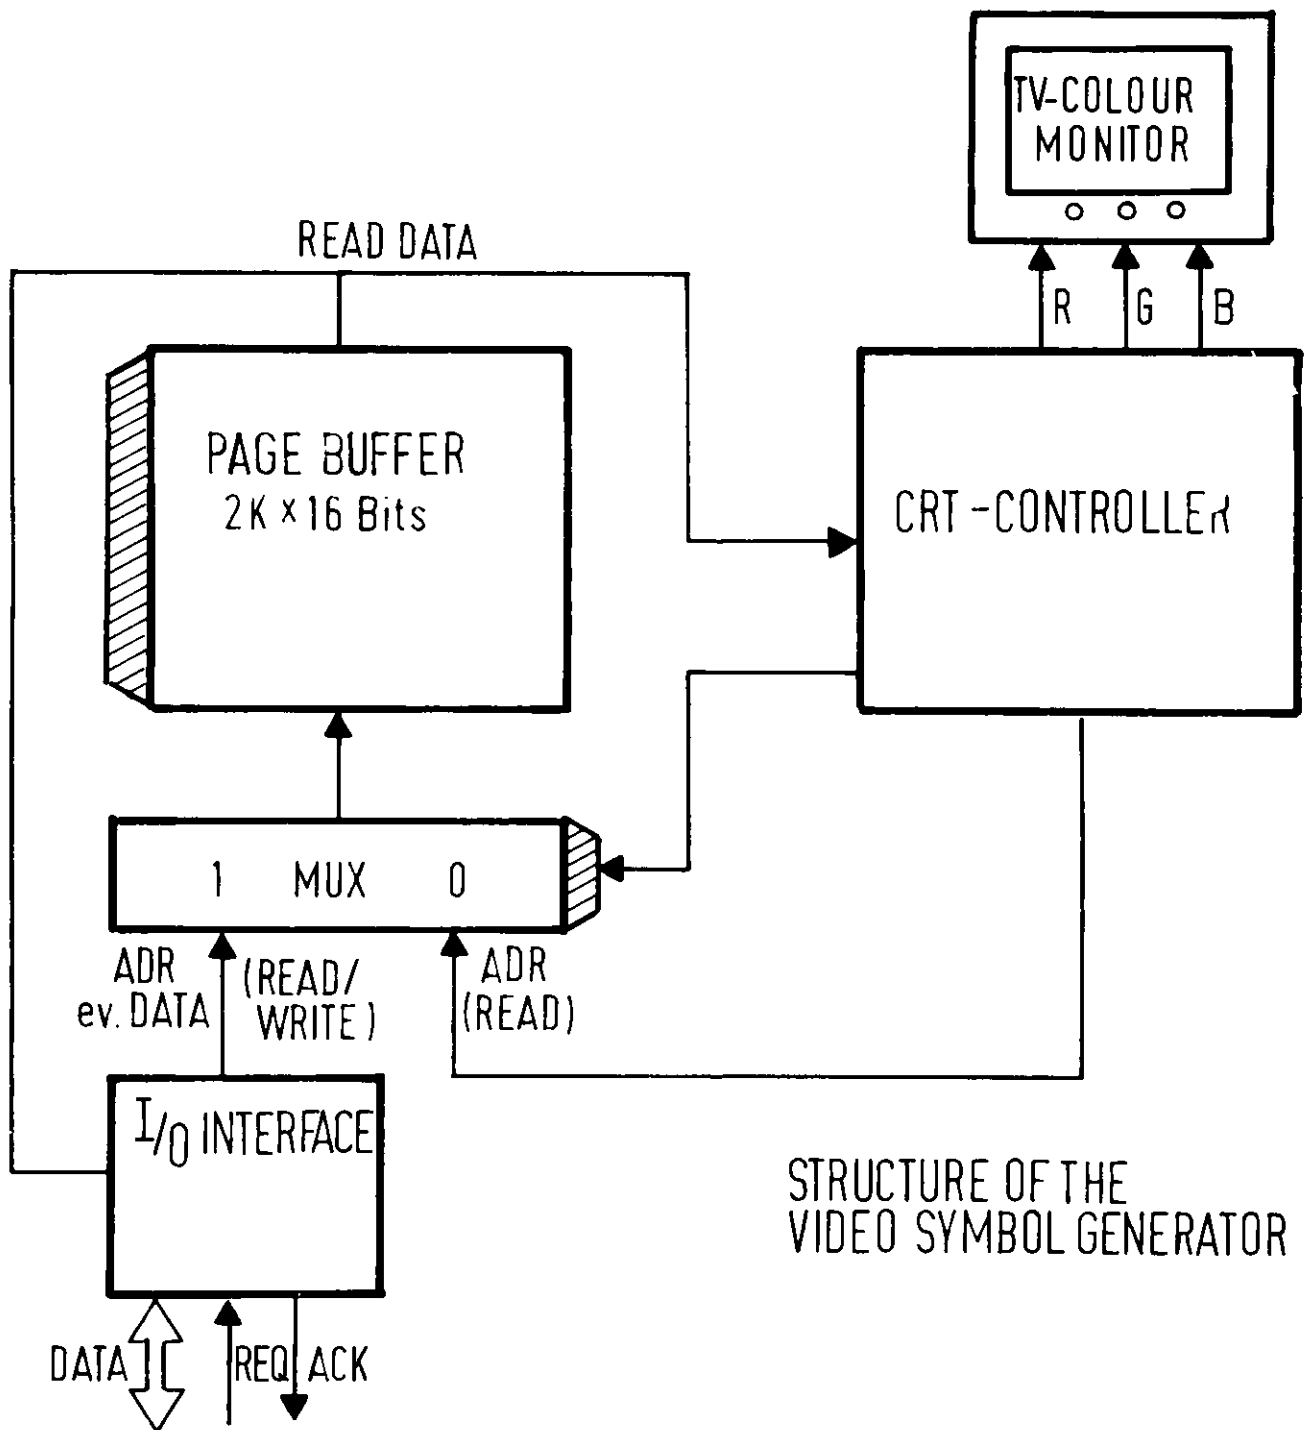 TV-COLOUR
MONITOR
READ DATA
R
G
B
PAGE BUFFER
2K × 16 Bits
CRT-CONTROLLER
1 MUX 0
ADR
ev. DATA
(READ/
WRITE)
ADR
(READ)
I/O INTERFACE
STRUCTURE OF THE
VIDEO SYMBOL GENERATOR
DATA
REQ
ACK